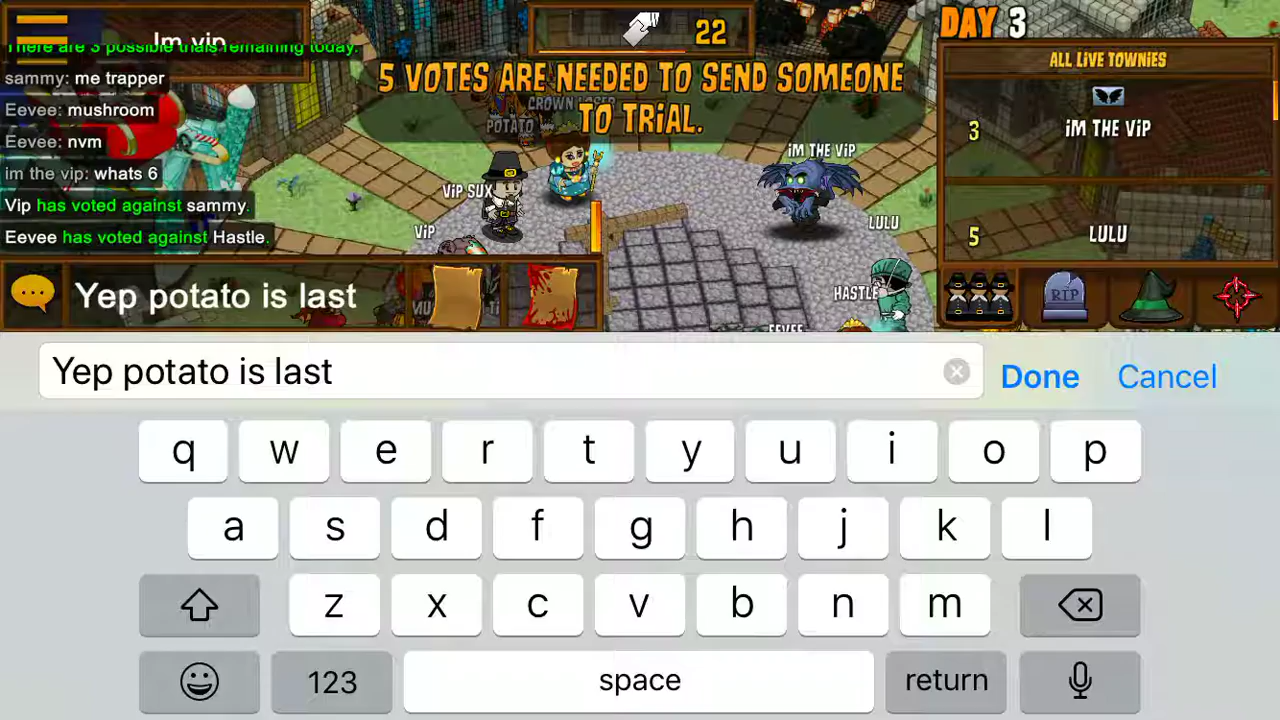 Im vip
There are 3 possible trials remaining today.
sammy: me trapper
Eevee: mushroom
Eevee: nvm
im the vip: whats 6
Vip has voted against sammy.
Eevee has voted against Hastle.
22
5 VOTES ARE NEEDED TO SEND SOMEONE
TO TRIAL.
CROWN LOSER
POTATO
iM THE ViP
ViP SUX
ViP
LULU
HASTLE
EEVEE
DAY 3
ALL LiVE TOWNiES
3
iM THE ViP
5
LULU
RIP
Yep potato is last
Yep potato is last
Done
Cancel
q w e r t y u i o p
a s d f g h j k l
z x c v b n m
123
space
return